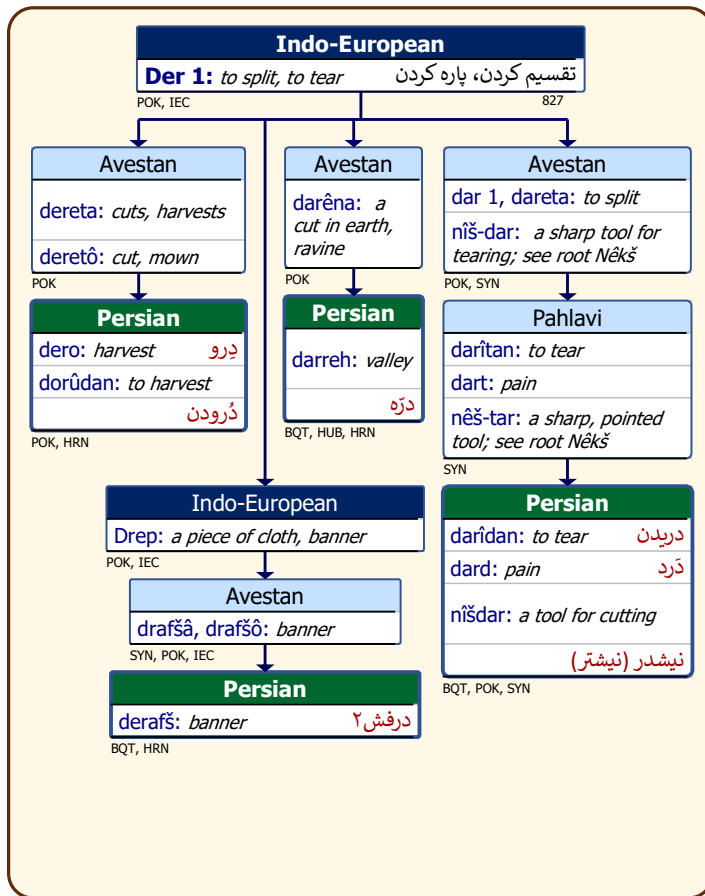 Indo-European
Der 1: to split, to tear تقسیم کردن، پاره کردن
POK, IEC 827
Avestan
dereta: cuts, harvests
deretô: cut, mown
POK
Persian
dero: harvest دِرو
dorûdan: to harvest
دُرودن
POK, HRN
Avestan
darêna: a
cut in earth,
ravine
POK
Persian
darreh: valley
درّه
BQT, HUB, HRN
Avestan
dar 1, dareta: to split
nîš-dar: a sharp tool for
tearing; see root Nêkš
POK, SYN
Pahlavi
darîtan: to tear
dart: pain
nêš-tar: a sharp, pointed
tool; see root Nêkš
SYN
Persian
darîdan: to tear دریدن
dard: pain دَرد
nîšdar: a tool for cutting
نیشدر (نیشتر)
BQT, POK, SYN
Indo-European
Drep: a piece of cloth, banner
POK, IEC
Avestan
drafšâ, drafšô: banner
SYN, POK, IEC
Persian
derafš: banner درفش۲
BQT, HRN